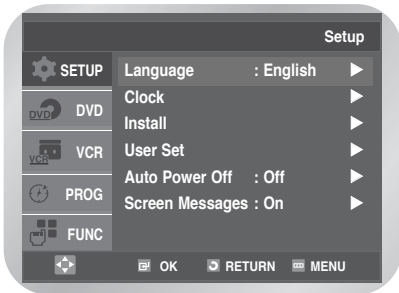 Setup
SETUP
DVD DVD
VCR VCR
PROG
FUNC
Language : English
Clock
Install
User Set
Auto Power Off : Off
Screen Messages : On
OK RETURN MENU